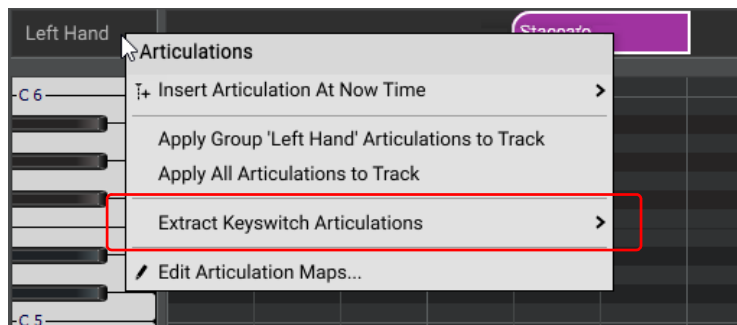 Left Hand
Staccato
Articulations
Insert Articulation At Now Time
C 6
Apply Group 'Left Hand' Articulations to Track
Apply All Articulations to Track
Extract Keyswitch Articulations
Edit Articulation Maps...
C 5